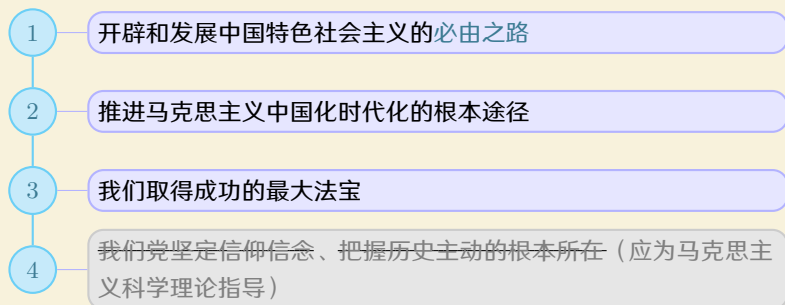 1 开辟和发展中国特色社会主义的必由之路
2 推进马克思主义中国化时代化的根本途径
3 我们取得成功的最大法宝
4 我们党坚定信仰信念、把握历史主动的根本所在（应为马克思主
义科学理论指导）